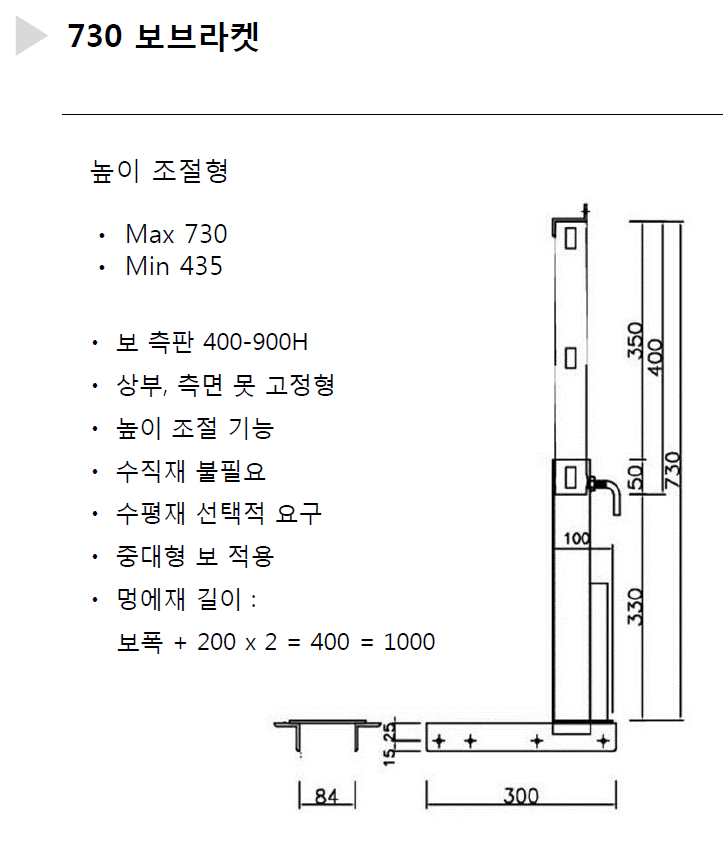 730 보브라켓
높이 조절형
• Max 730
• Min 435
• 보 측판 400-900H
• 상부, 측면 못 고정형
• 높이 조절 기능
• 수직재 불필요
• 수평재 선택적 요구
• 중대형 보 적용
• 멍에재 길이 :
보폭 + 200 x 2 = 400 = 1000
350
400
50
730
100
330
25
15
84
300